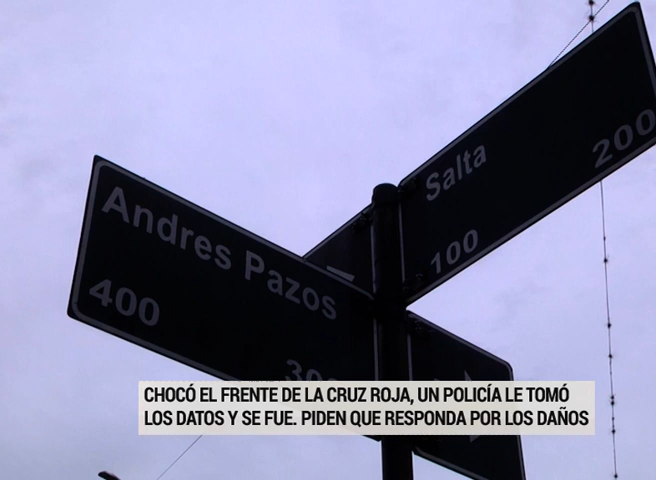 Andres Pazos
400
Salta
100
200
CHOCÓ EL FRENTE DE LA CRUZ ROJA, UN POLICÍA LE TOMÓ
LOS DATOS Y SE FUE. PIDEN QUE RESPONDA POR LOS DAÑOS